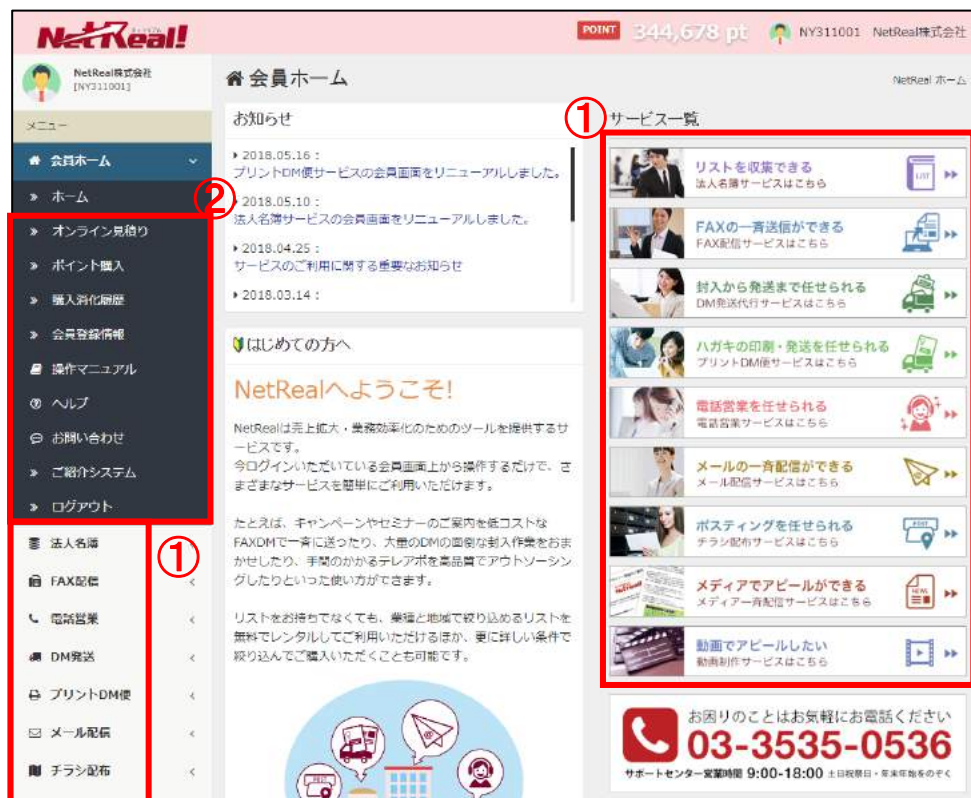 NetReal!
POINT 344,678 pt NY311001 NetReal株式会社
NetReal株式会社
[NY311001]
メニュー
会員ホーム
ホーム
②
オンライン見積り
ポイント購入
購入消化履歴
会員登録情報
操作マニュアル
ヘルプ
お問い合わせ
ご紹介システム
ログアウト
①
法人名簿
FAX配信
電話営業
DM発送
プリントDM便
メール配信
チラシ配布
会員ホーム
NetReal ホーム
お知らせ
2018.05.16:
プリントDM便サービスの会員画面をリニューアルしました。
2018.05.10:
法人名簿サービスの会員画面をリニューアルしました。
2018.04.25:
サービスのご利用に関する重要なお知らせ
2018.03.14:
はじめての方へ
NetRealへようこそ!
NetRealは売上拡大・業務効率化のためのツールを提供するサ
ービスです。
今ログインいただいている会員画面上から操作するだけで、さ
まざまなサービスを簡単にご利用いただけます。
たとえば、キャンペーンやセミナーのご案内を低コストな
FAXDMで一斉に送ったり、大量のDMの面倒な封入作業をおま
かせしたり、手間のかかるテレアポを高品質でアウトソーシン
グしたりといった使い方ができます。
リストをお持ちでなくても、業種と地域で絞り込めるリストを
無料でレンタルしてご利用いただけるほか、更に詳しい条件で
絞り込んでご購入いただくことも可能です。
①
サービス一覧
リストを収集できる
法人名簿サービスはこちら
LIST
FAXの一斉送信ができる
FAX配信サービスはこちら
封入から発送まで任せられる
DM発送代行サービスはこちら
ハガキの印刷・発送を任せられる
プリントDM便サービスはこちら
電話営業を任せられる
電話営業サービスはこちら
メールの一斉配信ができる
メール配信サービスはこちら
ポスティングを任せられる
チラシ配布サービスはこちら
POST
メディアでアピールができる
メディア一斉配信サービスはこちら
NEWS
動画でアピールしたい
動画制作サービスはこちら
お困りのことはお気軽にお電話ください
03-3535-0536
サポートセンター営業時間 9:00-18:00 土日祝祭日・年末年始をのぞく